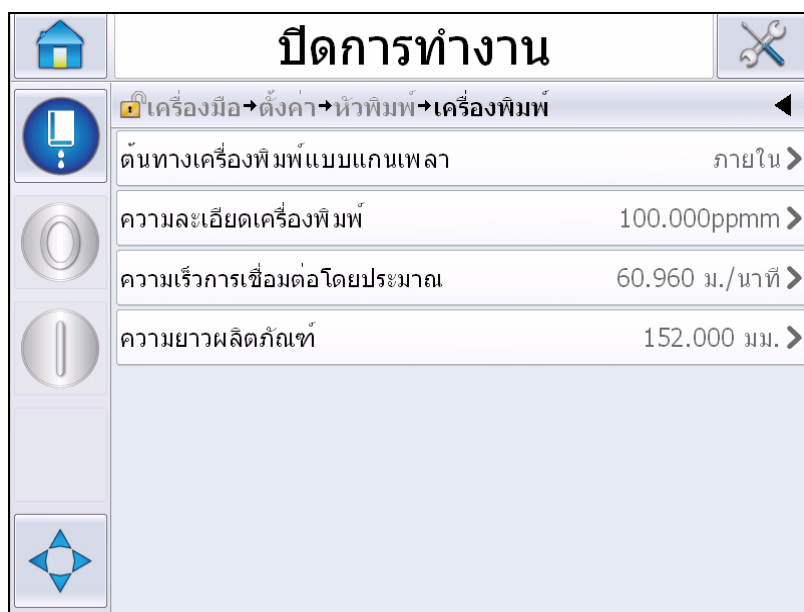 ปิดการทำงาน
เครื่องมือ→ตั้งค่า→หัวพิมพ์→เครื่องพิมพ์
ต้นทางเครื่องพิมพ์แบบแกนเพลา ภายใน
ความละเอียดเครื่องพิมพ์ 100.000ppmm
ความเร็วการเชื่อมต่อโดยประมาณ 60.960 ม./นาที
ความยาวผลิตภัณฑ์ 152.000 มม.